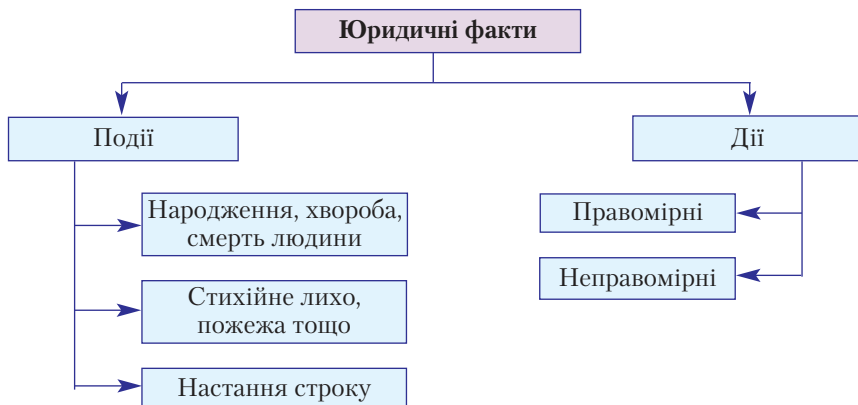 Юридичні факти
Події
Дії
Народження, хвороба,
смерть людини
Стихійне лихо,
пожежа тощо
Настання строку
Правомірні
Неправомірні